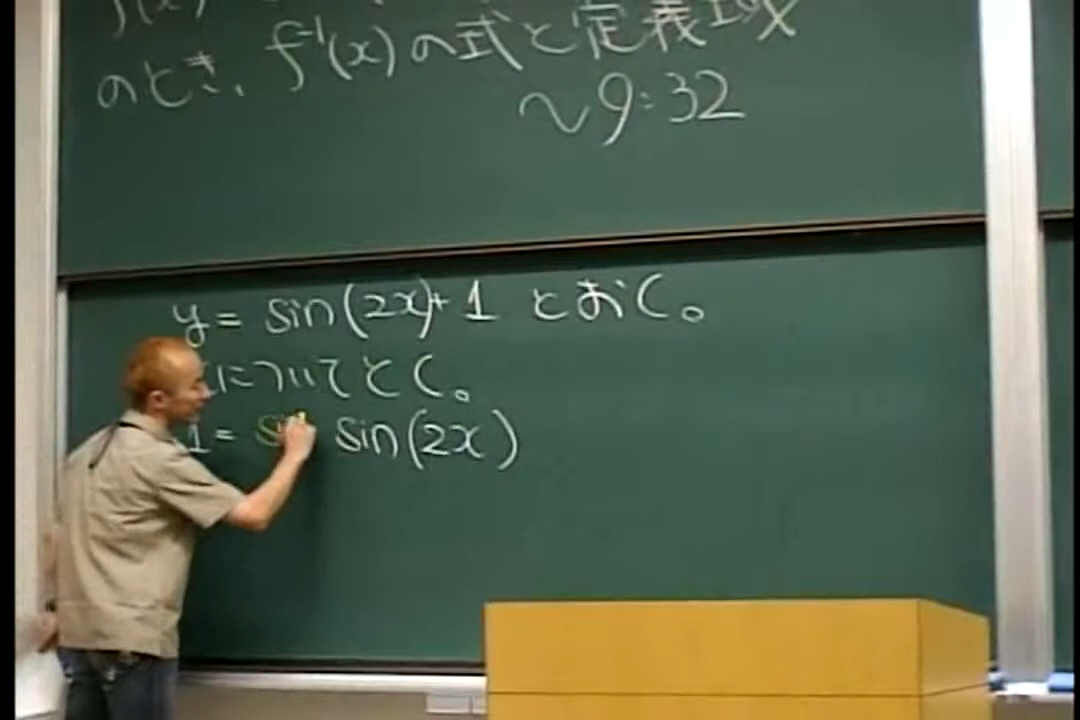 f(x)
のとき、f⁻¹(x)の式と定義域
~9:32
y = sin(2x)+1 とおく。
についてとく。
1 = sin sin(2x)